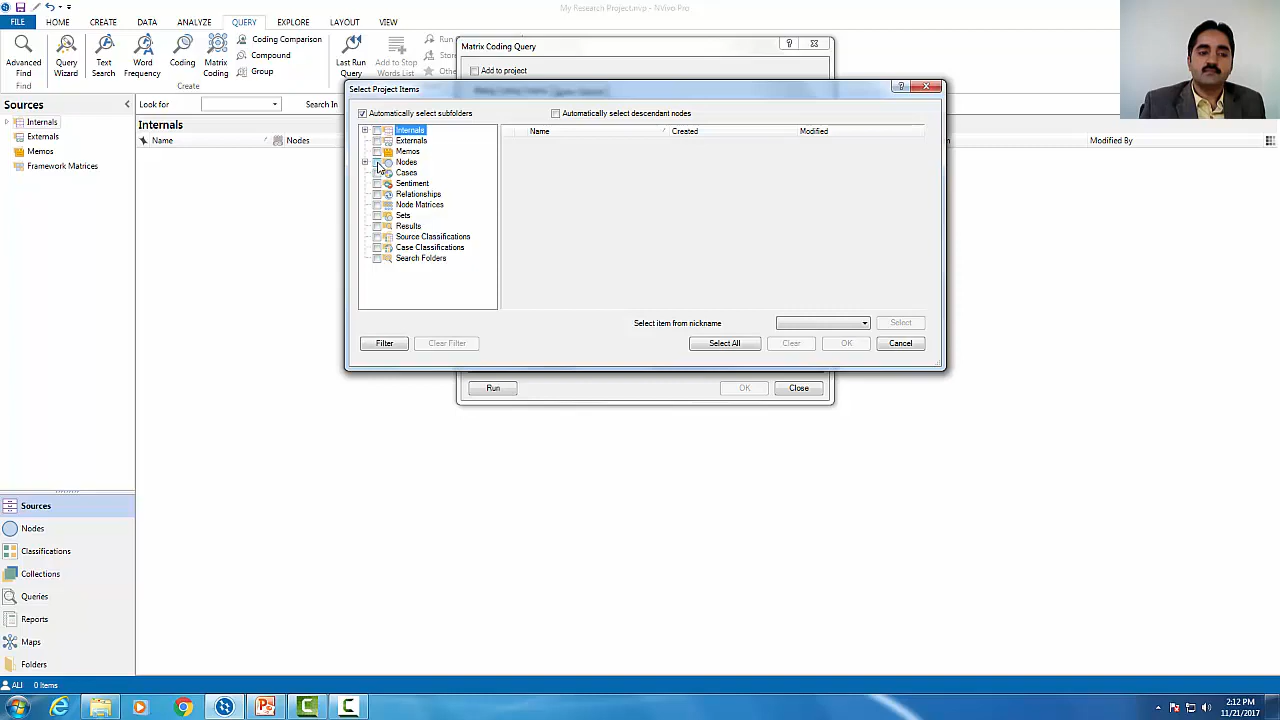 My Research Project.nvp - NVivo Pro
FILE HOME CREATE DATA ANALYZE QUERY EXPLORE LAYOUT VIEW
Advanced Find
Query Wizard
Text Search
Word Frequency
Coding
Matrix Coding
Coding Comparison
Compound
Group
Create
Last Run Query
Add to Stop Words List
Run
Sto
Oth
Matrix Coding Query
Add to project
Select Project Items
Automatically select subfolders
Automatically select descendant nodes
Internals
Externals
Memos
Nodes
Cases
Sentiment
Relationships
Node Matrices
Sets
Results
Source Classifications
Case Classifications
Search Folders
Name Created Modified
Select item from nickname
Select
Filter Clear Filter Select All Clear OK Cancel
Run OK Close
Sources
Internals
Externals
Memos
Framework Matrices
Look for Search In
Internals
Name Nodes Modified By
Sources
Nodes
Classifications
Collections
Queries
Reports
Maps
Folders
ALI 0 Items
2:12 PM
11/21/2017